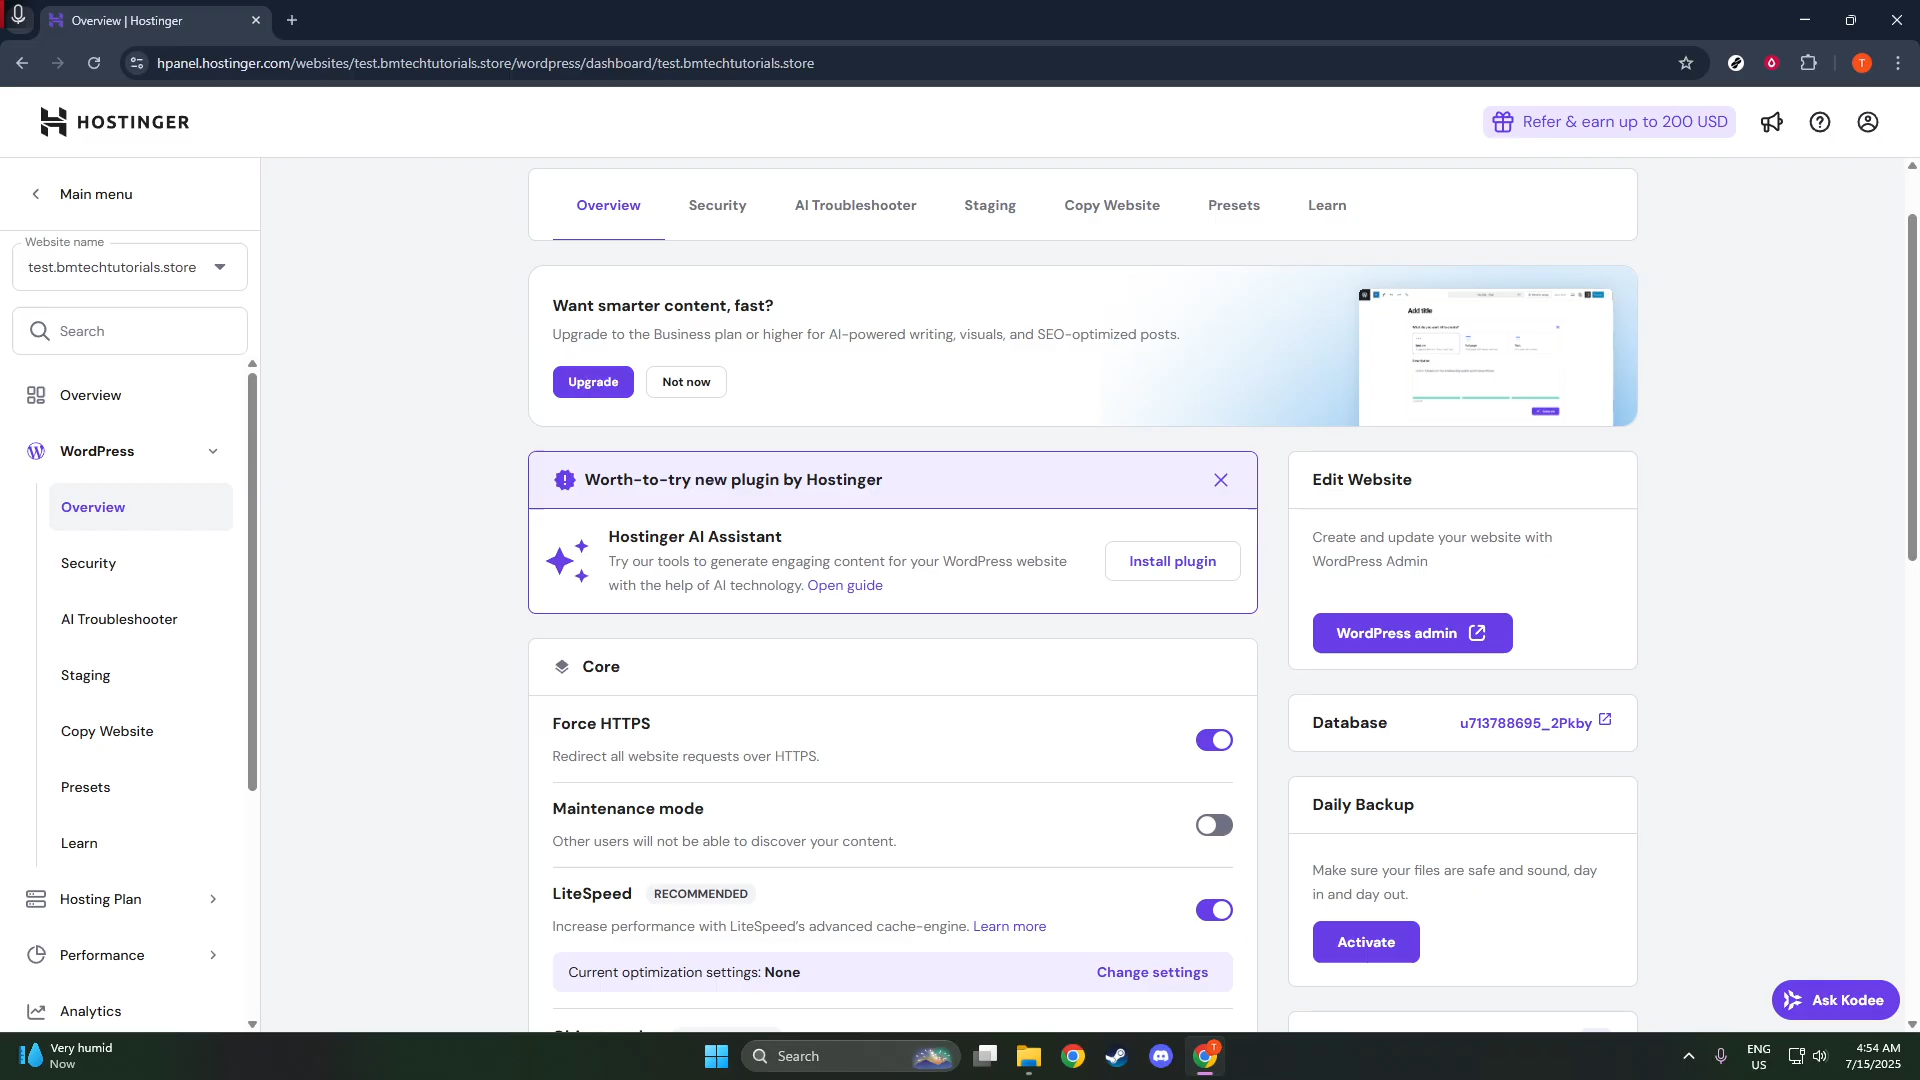 Overview | Hostinger
hpanel.hostinger.com/websites/test.bmtechtutorials.store/wordpress/dashboard/test.bmtechtutorials.store
T
HOSTINGER
Refer & earn up to 200 USD
Main menu
Website name
test.bmtechtutorials.store
Search
Overview
WordPress
Overview
Security
AI Troubleshooter
Staging
Copy Website
Presets
Learn
Hosting Plan
Performance
Analytics
Overview
Security
AI Troubleshooter
Staging
Copy Website
Presets
Learn
Want smarter content, fast?
Upgrade to the Business plan or higher for AI-powered writing, visuals, and SEO-optimized posts.
Upgrade
Not now
Add title
Worth-to-try new plugin by Hostinger
Hostinger AI Assistant
Try our tools to generate engaging content for your WordPress website
with the help of AI technology. Open guide
Install plugin
Core
Force HTTPS
Redirect all website requests over HTTPS.
Maintenance mode
Other users will not be able to discover your content.
LiteSpeed RECOMMENDED
Increase performance with LiteSpeed's advanced cache-engine. Learn more
Current optimization settings: None
Change settings
Edit Website
Create and update your website with
WordPress Admin
WordPress admin
Database
u713788695_2Pkby
Daily Backup
Make sure your files are safe and sound, day
in and day out.
Activate
Ask Kodee
Very humid
Now
Search
T
ENG
US
4:54 AM
7/15/2025